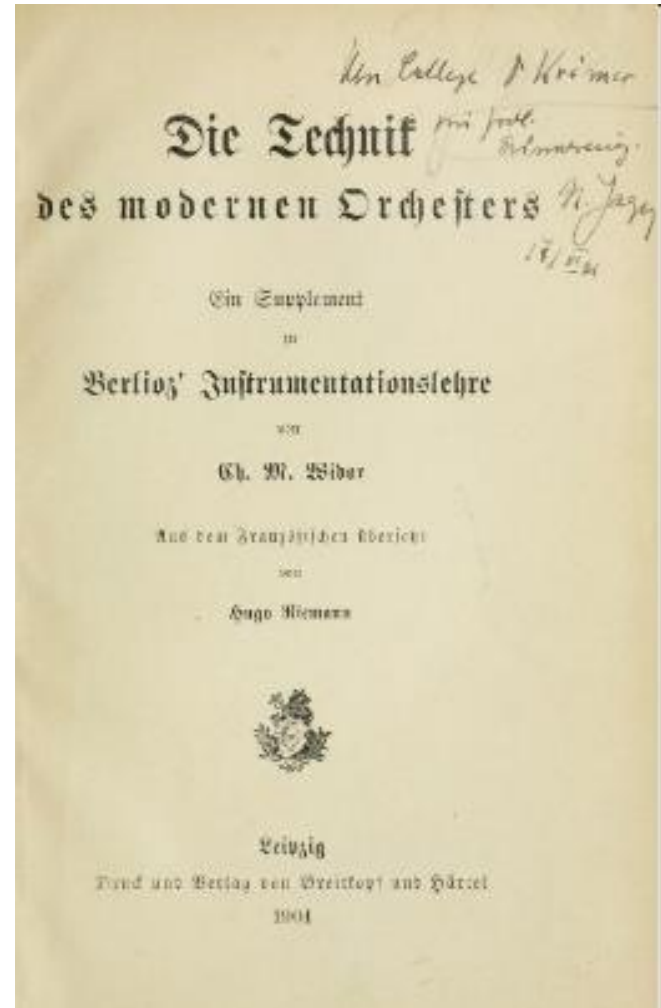 Krömer
Die Technik
des modernen Orchesters
Ein Supplement
zu
Berlioz' Instrumentationslehre
von
Ch. M. Widor
Aus dem Französischen übersetzt
von
Hugo Riemann
Leipzig
Druck und Verlag von Breitkopf und Härtel
1904